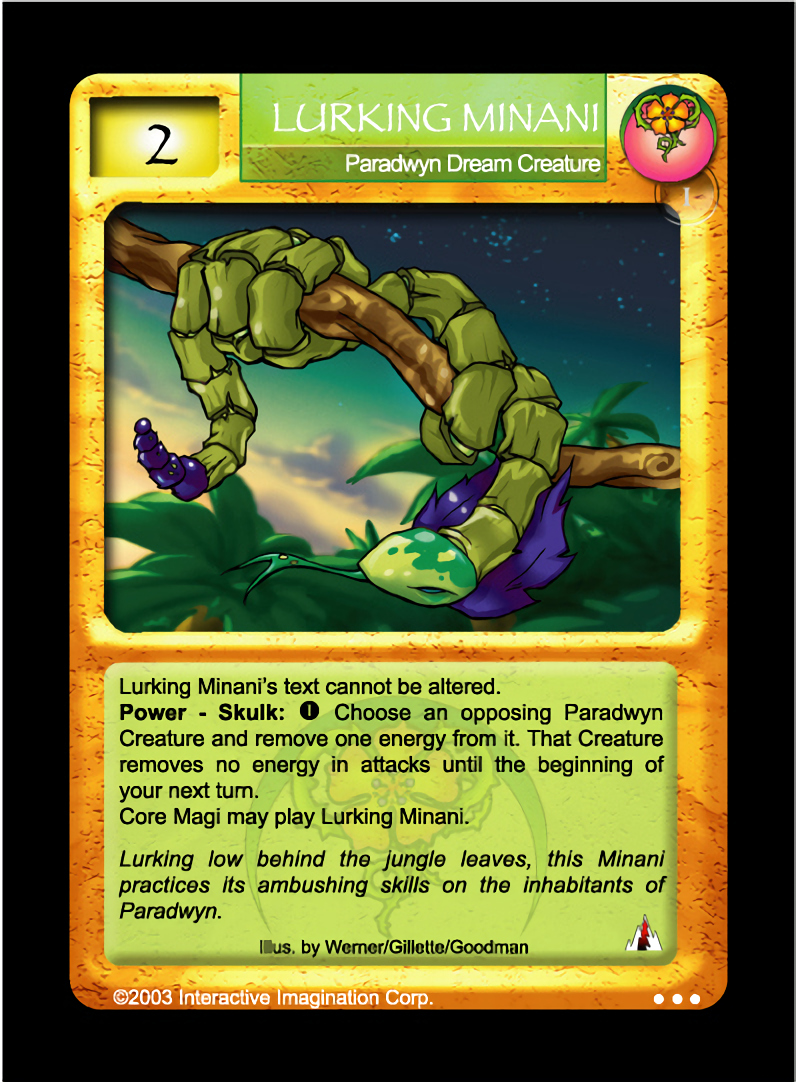 2
LURKING MINANI
Paradwyn Dream Creature
1
Lurking Minani's text cannot be altered.
Power - Skulk: 1 Choose an opposing Paradwyn
Creature and remove one energy from it. That Creature
removes no energy in attacks until the beginning of
your next turn.
Core Magi may play Lurking Minani.
Lurking low behind the jungle leaves, this Minani
practices its ambushing skills on the inhabitants of
Paradwyn.
Illus. by Werner/Gillette/Goodman
©2003 Interactive Imagination Corp.